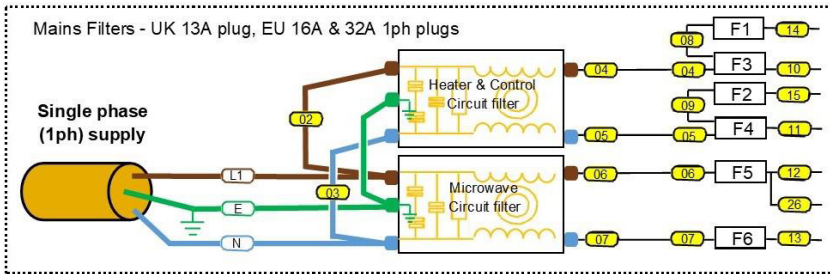 Mains Filters - UK 13A plug, EU 16A & 32A 1ph plugs
Single phase
(1ph) supply
L1
E
N
02
03
Heater & Control
Circuit filter
Microwave
Circuit filter
04
05
06
07
08
04
09
05
06
07
F1
F3
F2
F4
F5
F6
14
10
15
11
12
26
13